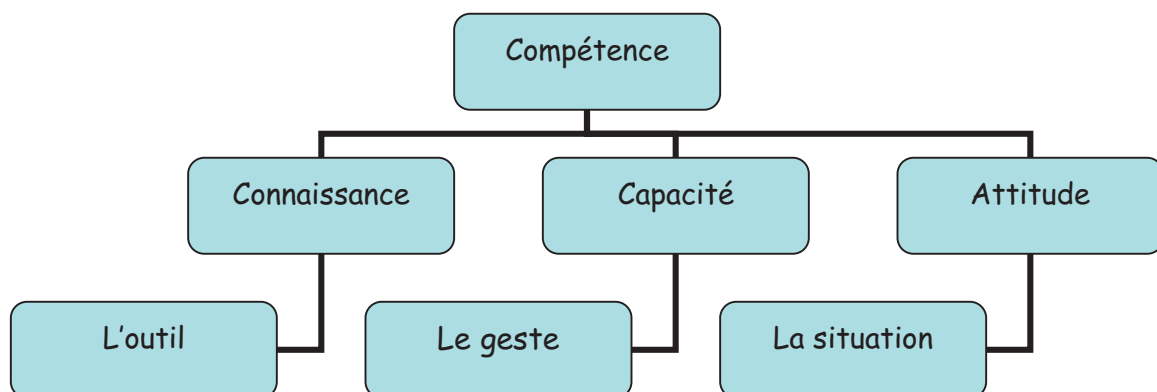 Compétence
Connaissance
Capacité
Attitude
L’outil
Le geste
La situation